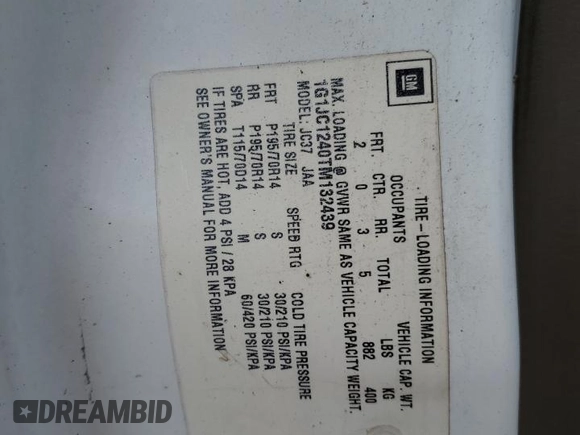 GM
TIRE-LOADING INFORMATION
OCCUPANTS VEHICLE CAP. WT.
FRT. CTR. RR. TOTAL LBS KG
2 0 3 5 882 400
MAX. LOADING @ GVWR SAME AS VEHICLE CAPACITY WEIGHT.
1G1JC1240TM132439
MODEL: JC37 JAA
TIRE SIZE SPEED RTG COLD TIRE PRESSURE
FRT P195/70R14 S 30/210 PSI/KPA
RR P195/70R14 S 30/210 PSI/KPA
SPA T115/70D14 M 60/420 PSI/KPA
IF TIRES ARE HOT, ADD 4 PSI / 28 KPA
SEE OWNER'S MANUAL FOR MORE INFORMATION
DREAMBID